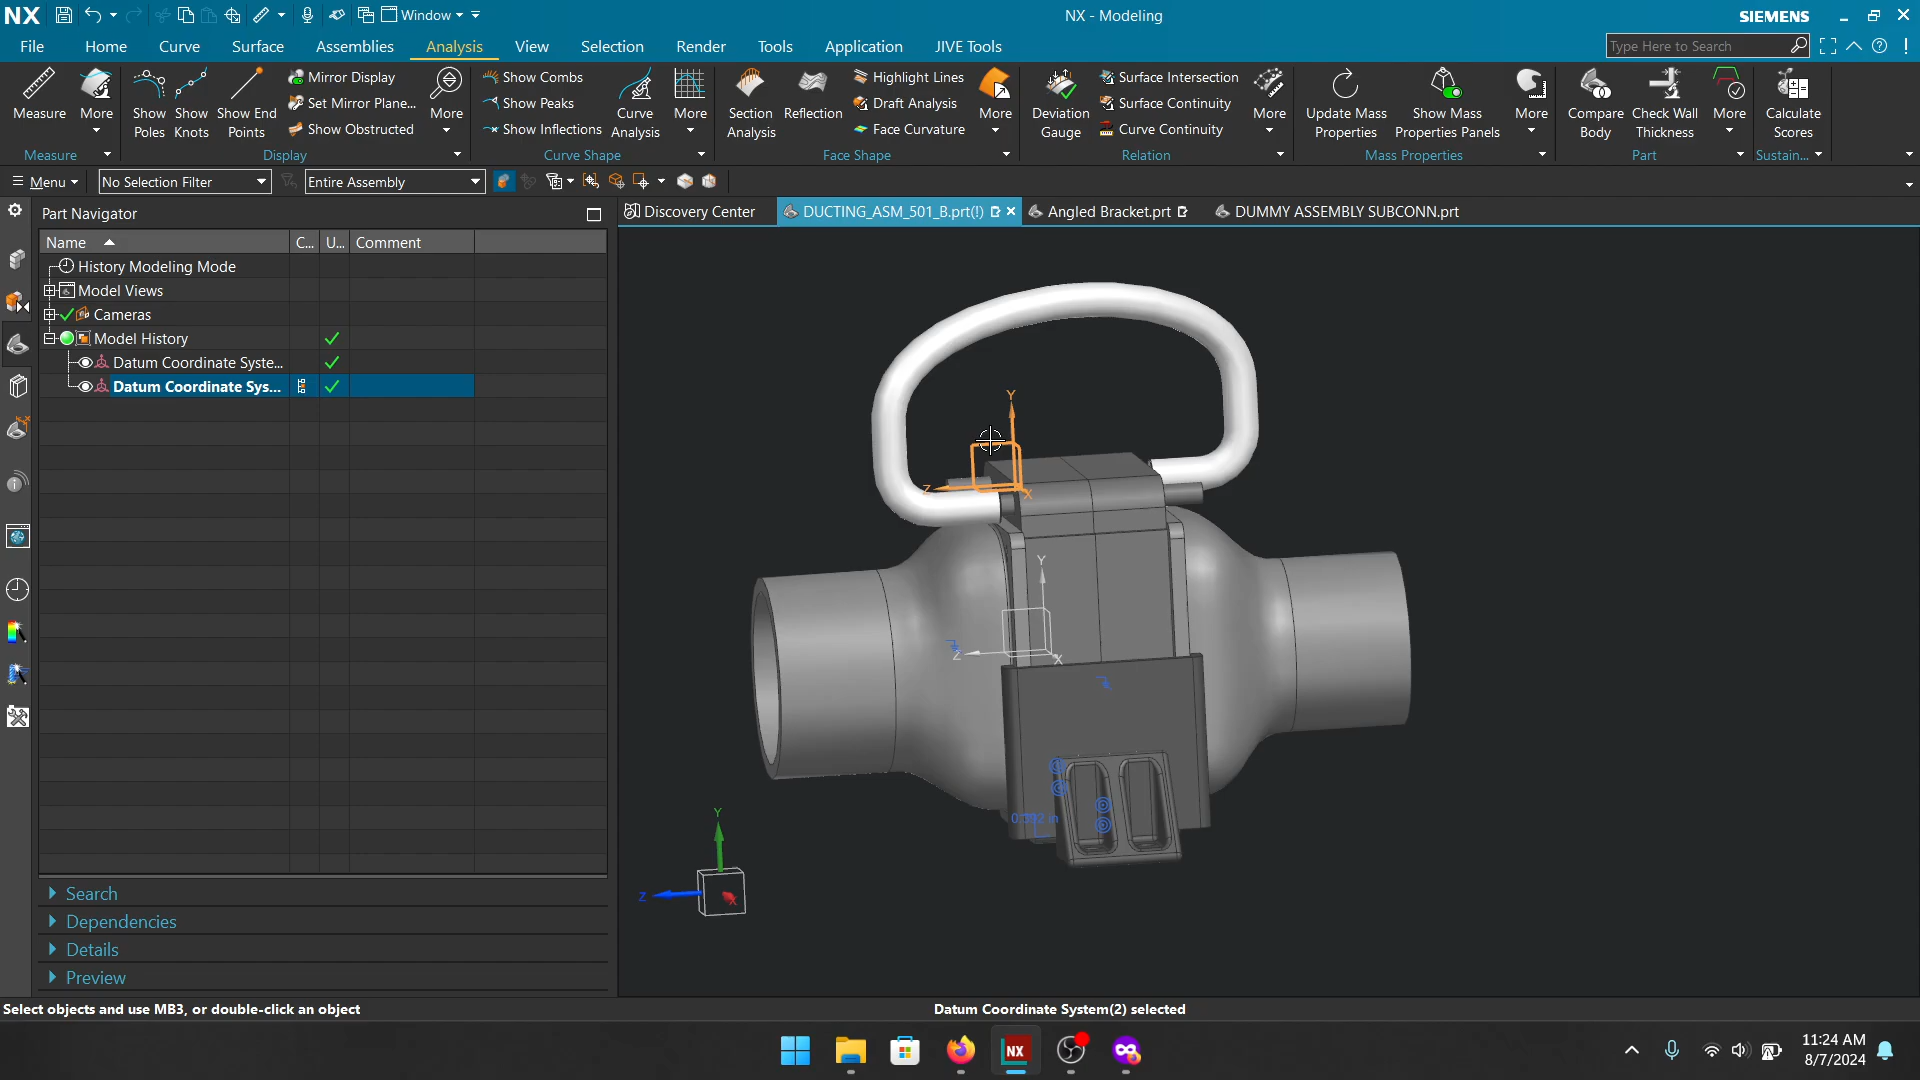 NX
Window
NX - Modeling
SIEMENS
File
Home
Curve
Surface
Assemblies
Analysis
View
Selection
Render
Tools
Application
JIVE Tools
Type Here to Search
Measure
More
Show Poles
Show Knots
Show End Points
Mirror Display
Set Mirror Plane...
Show Obstructed
More
Show Combs
Show Peaks
Show Inflections
Curve Analysis
More
Section Analysis
Reflection
Highlight Lines
Draft Analysis
Face Curvature
More
Deviation Gauge
Surface Intersection
Surface Continuity
Curve Continuity
More
Update Mass Properties
Show Mass Properties Panels
More
Compare Body
Check Wall Thickness
More
Calculate Scores
Measure
Display
Curve Shape
Face Shape
Relation
Mass Properties
Part
Sustain...
Menu
No Selection Filter
Entire Assembly
Part Navigator
Discovery Center
DUCTING_ASM_501_B.prt(!)
Angled Bracket.prt
DUMMY ASSEMBLY SUBCONN.prt
Name
C...
U...
Comment
History Modeling Mode
Model Views
Cameras
Model History
Datum Coordinate Syste...
Datum Coordinate Sys...
Y
Z
X
Y
Z
X
0.392 in
Y
Z
X
Search
Dependencies
Details
Preview
Select objects and use MB3, or double-click an object
Datum Coordinate System(2) selected
NX
11:24 AM
8/7/2024